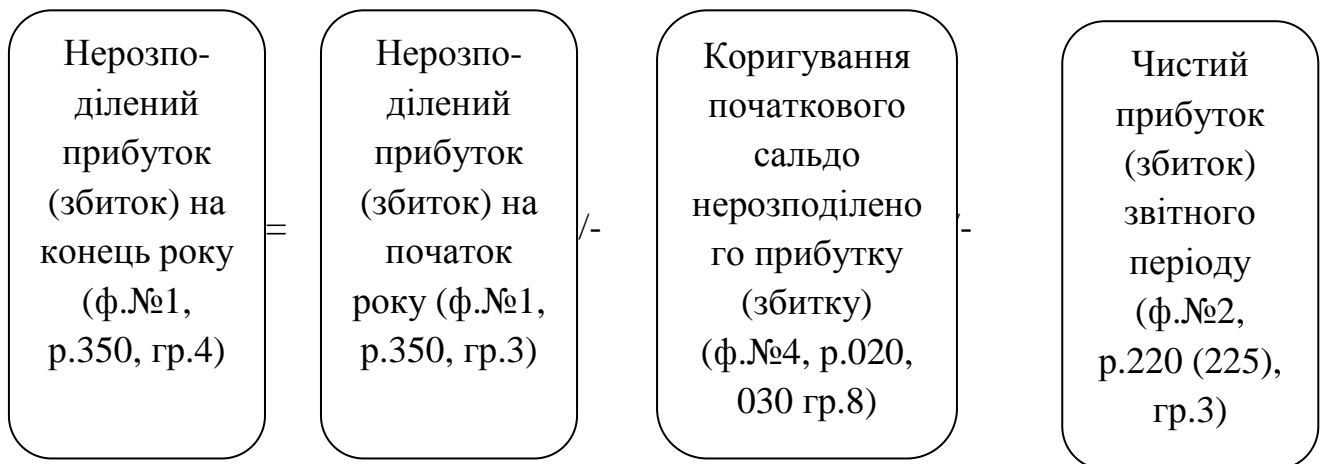 Нерозпо-
ділений
прибуток
(збиток) на
конець року
(ф.№1,
р.350, гр.4)
=
Нерозпо-
ділений
прибуток
(збиток) на
початок
року (ф.№1,
р.350, гр.3)
/-
Коригування
початкового
сальдо
нерозподілено
го прибутку
(збитку)
(ф.№4, р.020,
030 гр.8)
/-
Чистий
прибуток
(збиток)
звітного
періоду
(ф.№2,
р.220 (225),
гр.3)